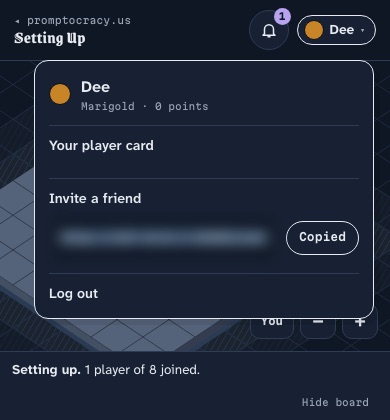 ◂ promptocracy.us
Setting Up
1
Dee ▾
Dee
Marigold · 0 points
Your player card
Invite a friend
Copied
Log out
You − +
Setting up. 1 player of 8 joined.
Hide board